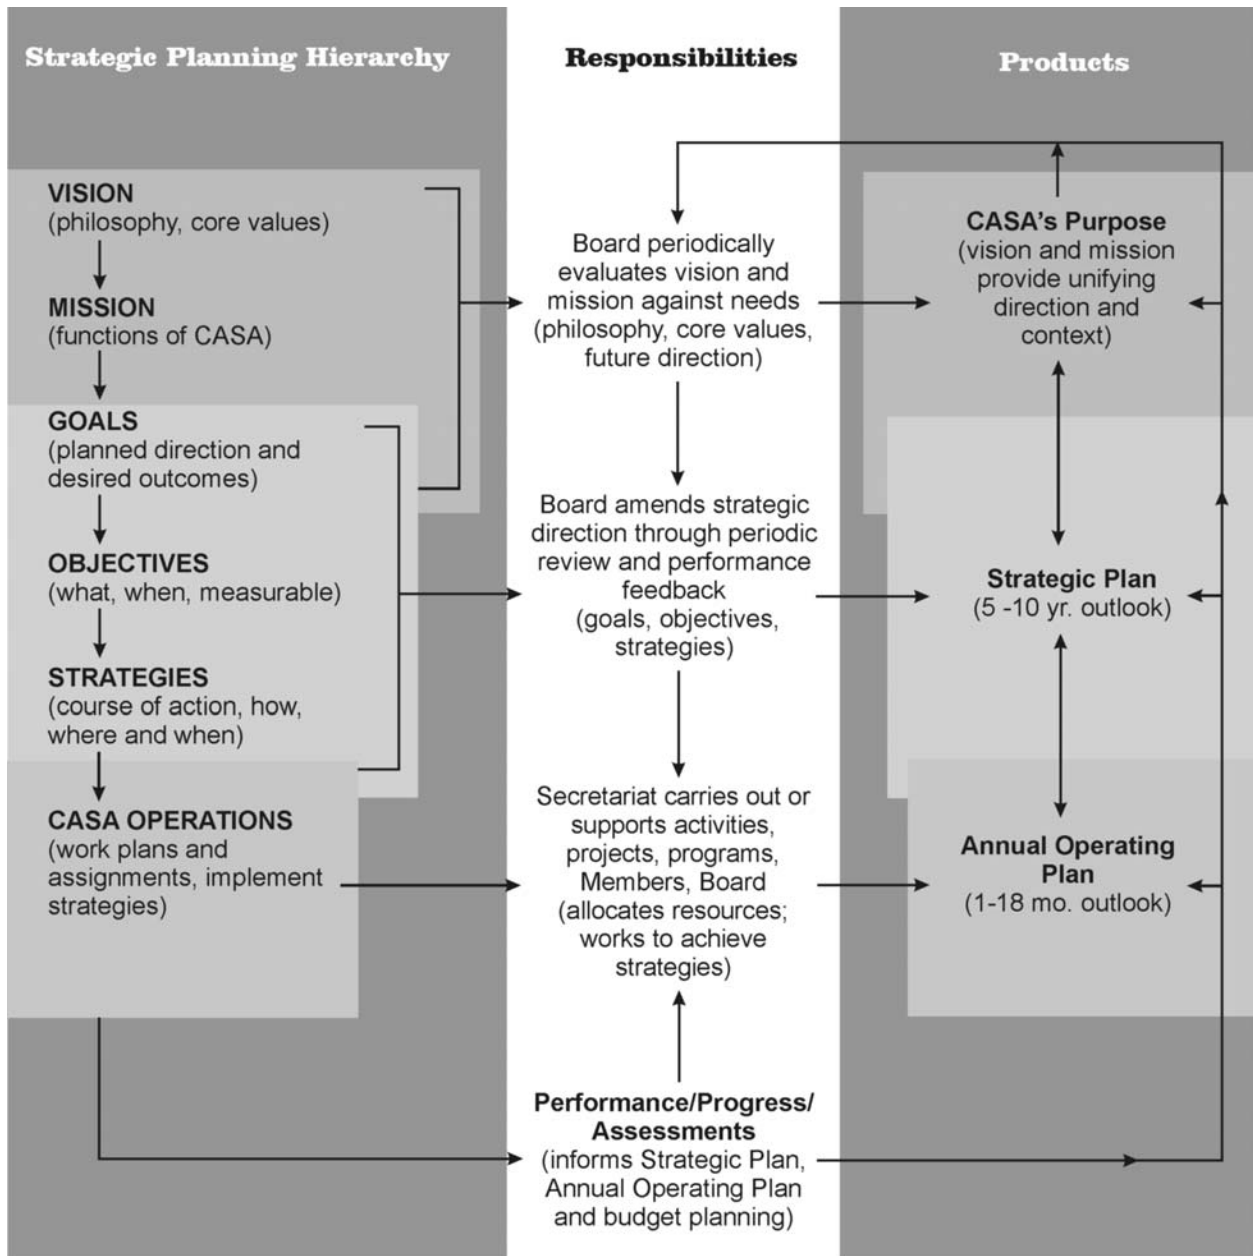 Strategic Planning Hierarchy
VISION
(philosophy, core values)
MISSION
(functions of CASA)
GOALS
(planned direction and
desired outcomes)
OBJECTIVES
(what, when, measurable)
STRATEGIES
(course of action, how,
where and when)
CASA OPERATIONS
(work plans and
assignments, implement
strategies)
Responsibilities
Board periodically
evaluates vision and
mission against needs
(philosophy, core values,
future direction)
Board amends strategic
direction through periodic
review and performance
feedback
(goals, objectives,
strategies)
Secretariat carries out or
supports activities,
projects, programs,
Members, Board
(allocates resources;
works to achieve
strategies)
Performance/Progress/
Assessments
(informs Strategic Plan,
Annual Operating Plan
and budget planning)
Products
CASA’s Purpose
(vision and mission
provide unifying
direction and
context)
Strategic Plan
(5 -10 yr. outlook)
Annual Operating
Plan
(1-18 mo. outlook)